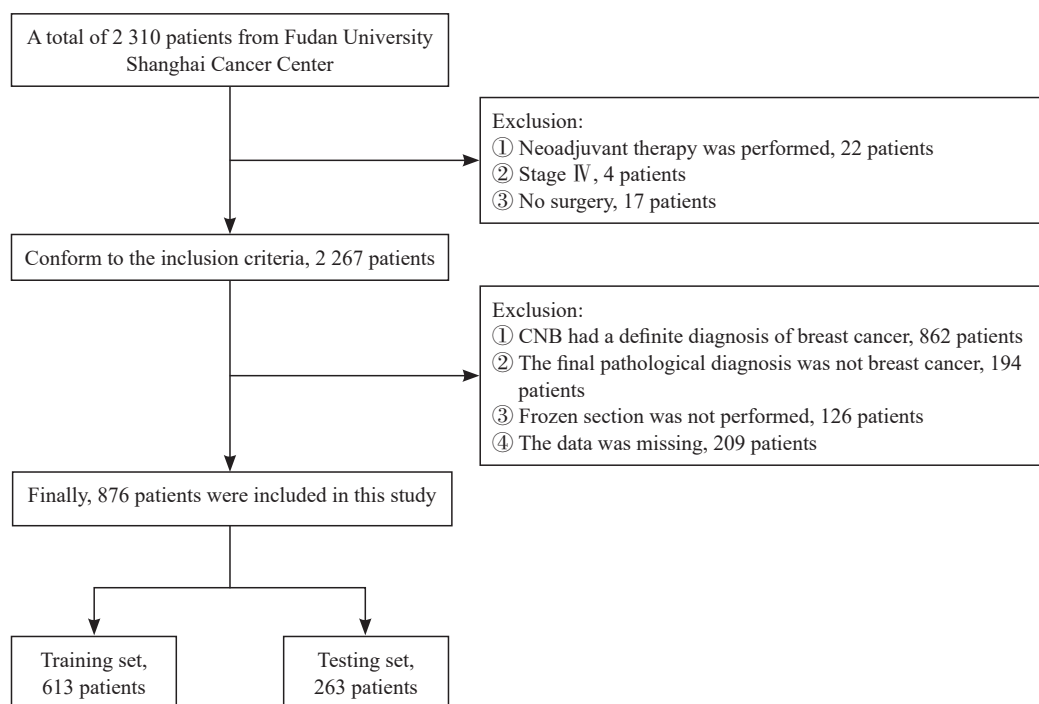 A total of 2 310 patients from Fudan University
Shanghai Cancer Center
Exclusion:
① Neoadjuvant therapy was performed, 22 patients
② Stage Ⅳ, 4 patients
③ No surgery, 17 patients
Conform to the inclusion criteria, 2 267 patients
Exclusion:
① CNB had a definite diagnosis of breast cancer, 862 patients
② The final pathological diagnosis was not breast cancer, 194
patients
③ Frozen section was not performed, 126 patients
④ The data was missing, 209 patients
Finally, 876 patients were included in this study
Training set,
613 patients
Testing set,
263 patients